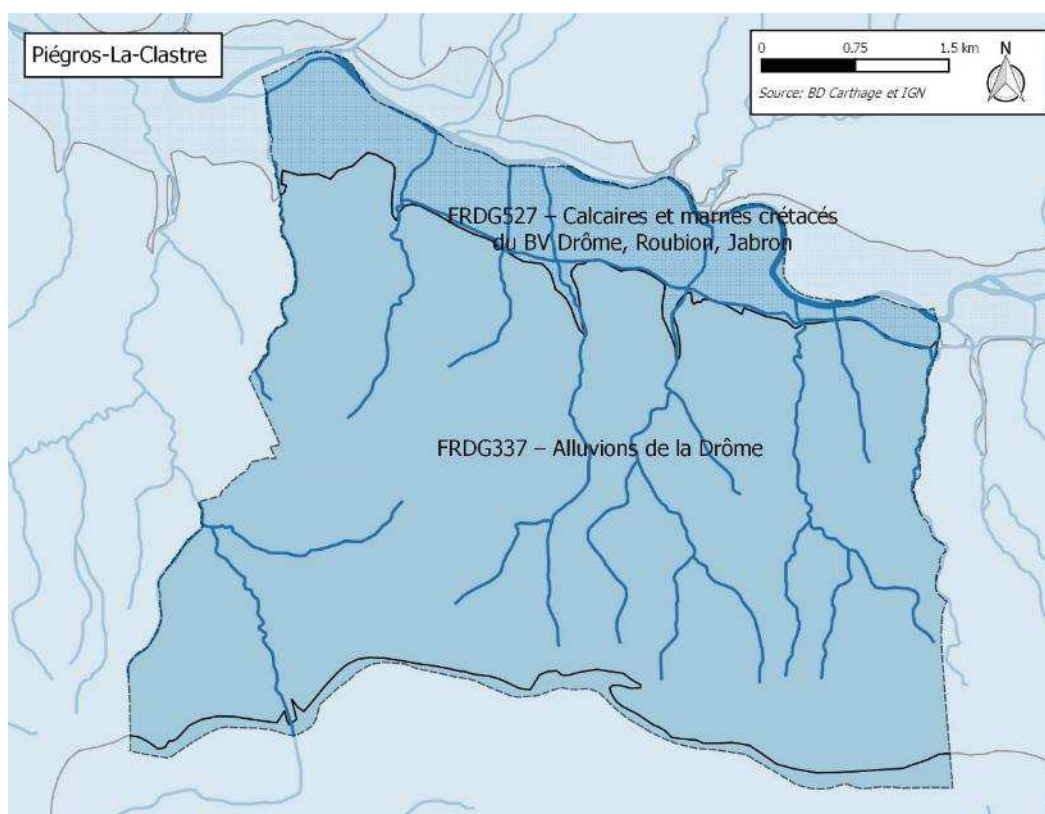 Piégros-La-Clastre
0 0.75 1.5 km
N
Source: BD Carthage et IGN
FRDG527 – Calcaires et marnes crétacés
du BV Drôme, Roubion, Jabron
FRDG337 – Alluvions de la Drôme